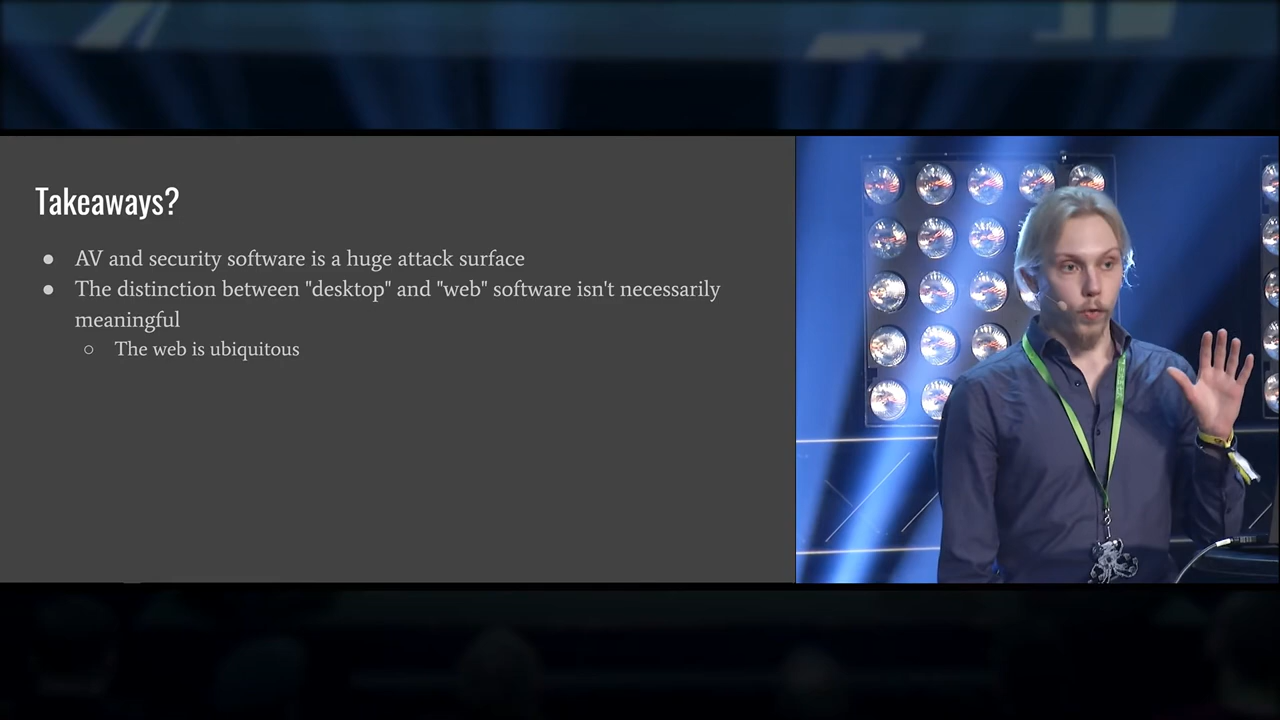 Takeaways?
● AV and security software is a huge attack surface
● The distinction between "desktop" and "web" software isn't necessarily
meaningful
○ The web is ubiquitous